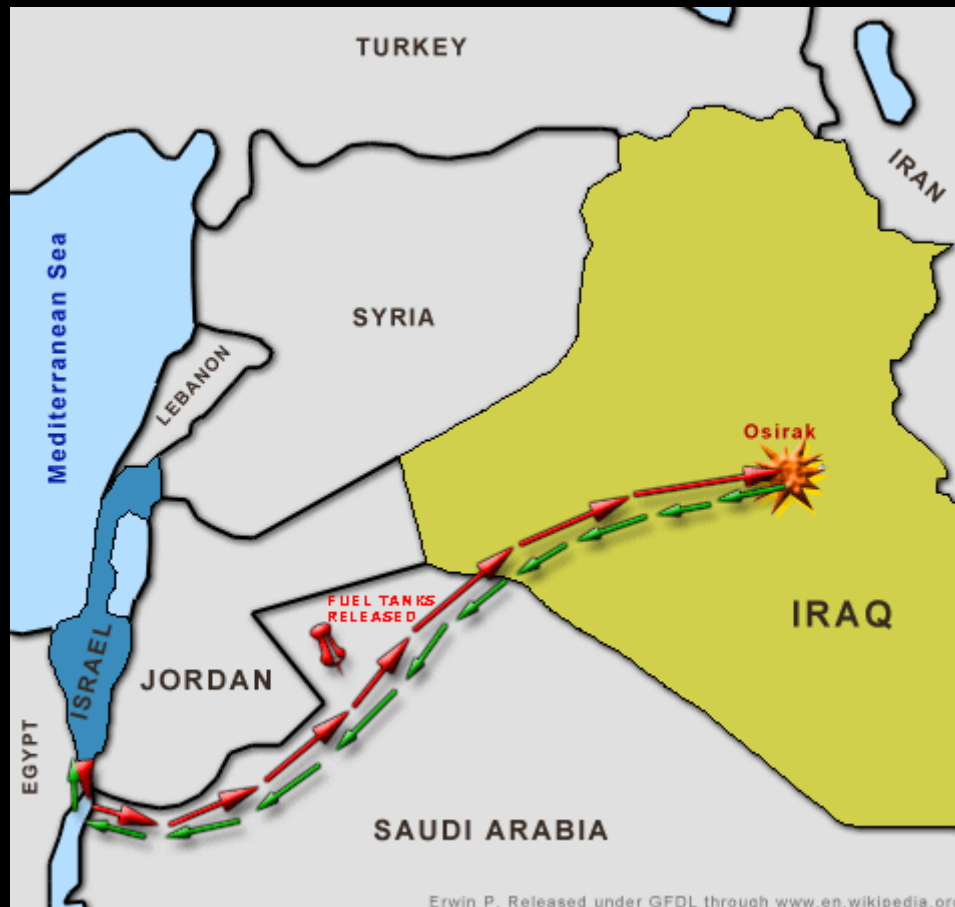 TURKEY
IRAN
Mediterranean Sea
SYRIA
LEBANON
Osirak
FUEL TANKS
RELEASED
IRAQ
ISRAEL
JORDAN
EGYPT
SAUDI ARABIA
Erwin P. Released under GFDL through www.en.wikipedia.org